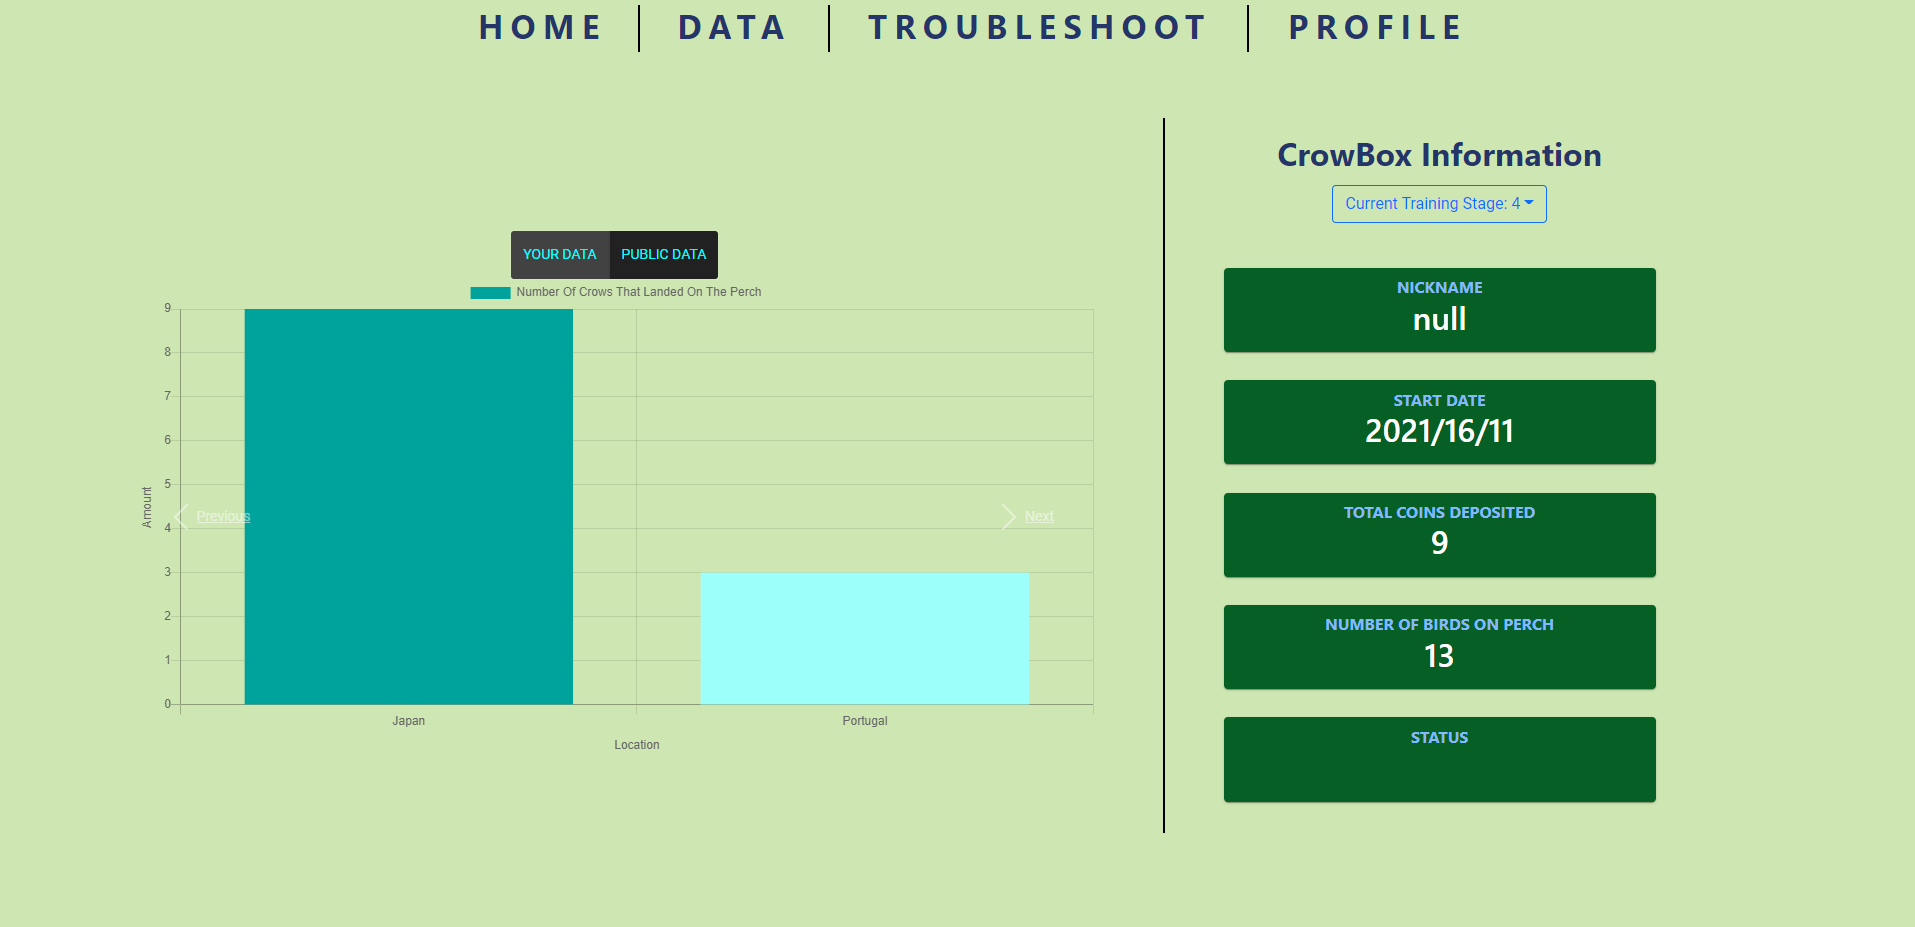 HOME
DATA
TROUBLESHOOT
PROFILE
YOUR DATA
PUBLIC DATA
Number Of Crows That Landed On The Perch
9
8
7
6
5
4
3
2
1
0
Amount
Previous
Next
Japan
Portugal
Location
CrowBox Information
Current Training Stage: 4
NICKNAME
null
START DATE
2021/16/11
TOTAL COINS DEPOSITED
9
NUMBER OF BIRDS ON PERCH
13
STATUS